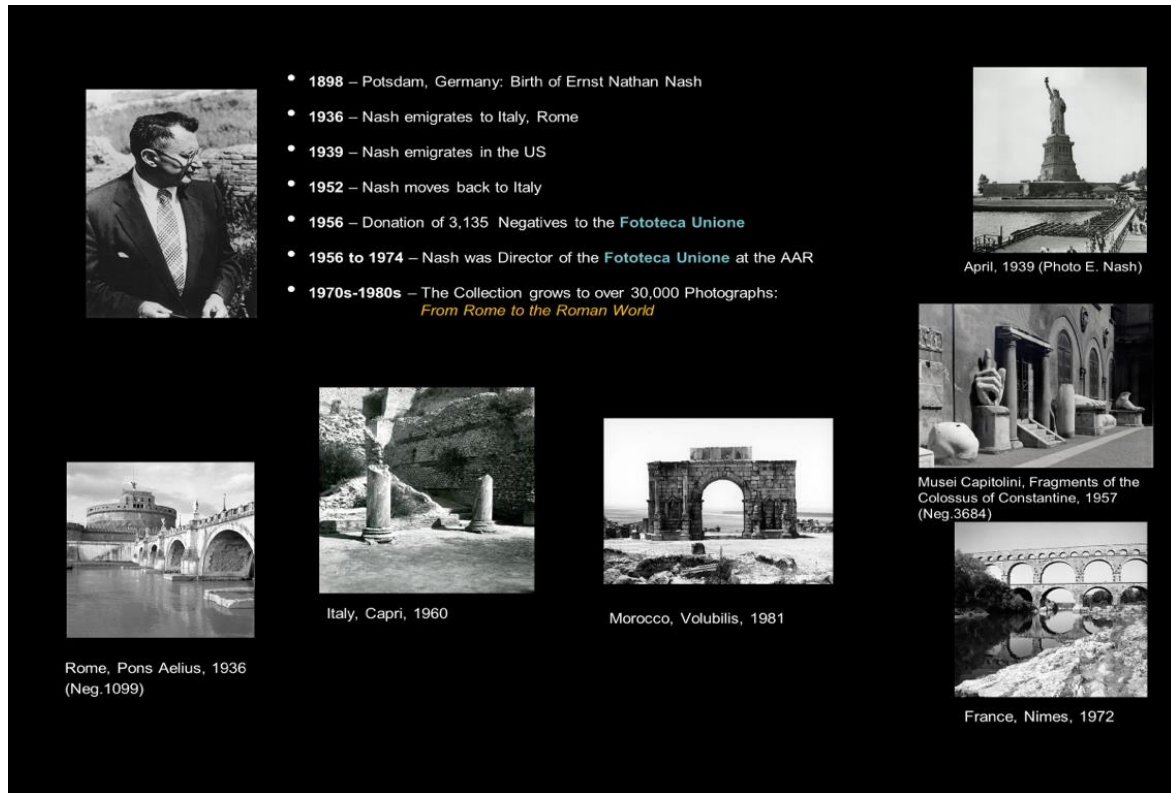 • 1898 – Potsdam, Germany: Birth of Ernst Nathan Nash
• 1936 – Nash emigrates to Italy, Rome
• 1939 – Nash emigrates in the US
• 1952 – Nash moves back to Italy
• 1956 – Donation of 3,135 Negatives to the Fototeca Unione
• 1956 to 1974 – Nash was Director of the Fototeca Unione at the AAR
• 1970s-1980s – The Collection grows to over 30,000 Photographs:
From Rome to the Roman World
April, 1939 (Photo E. Nash)
Musei Capitolini, Fragments of the
Colossus of Constantine, 1957
(Neg.3684)
Italy, Capri, 1960
Morocco, Volubilis, 1981
Rome, Pons Aelius, 1936
(Neg.1099)
France, Nimes, 1972